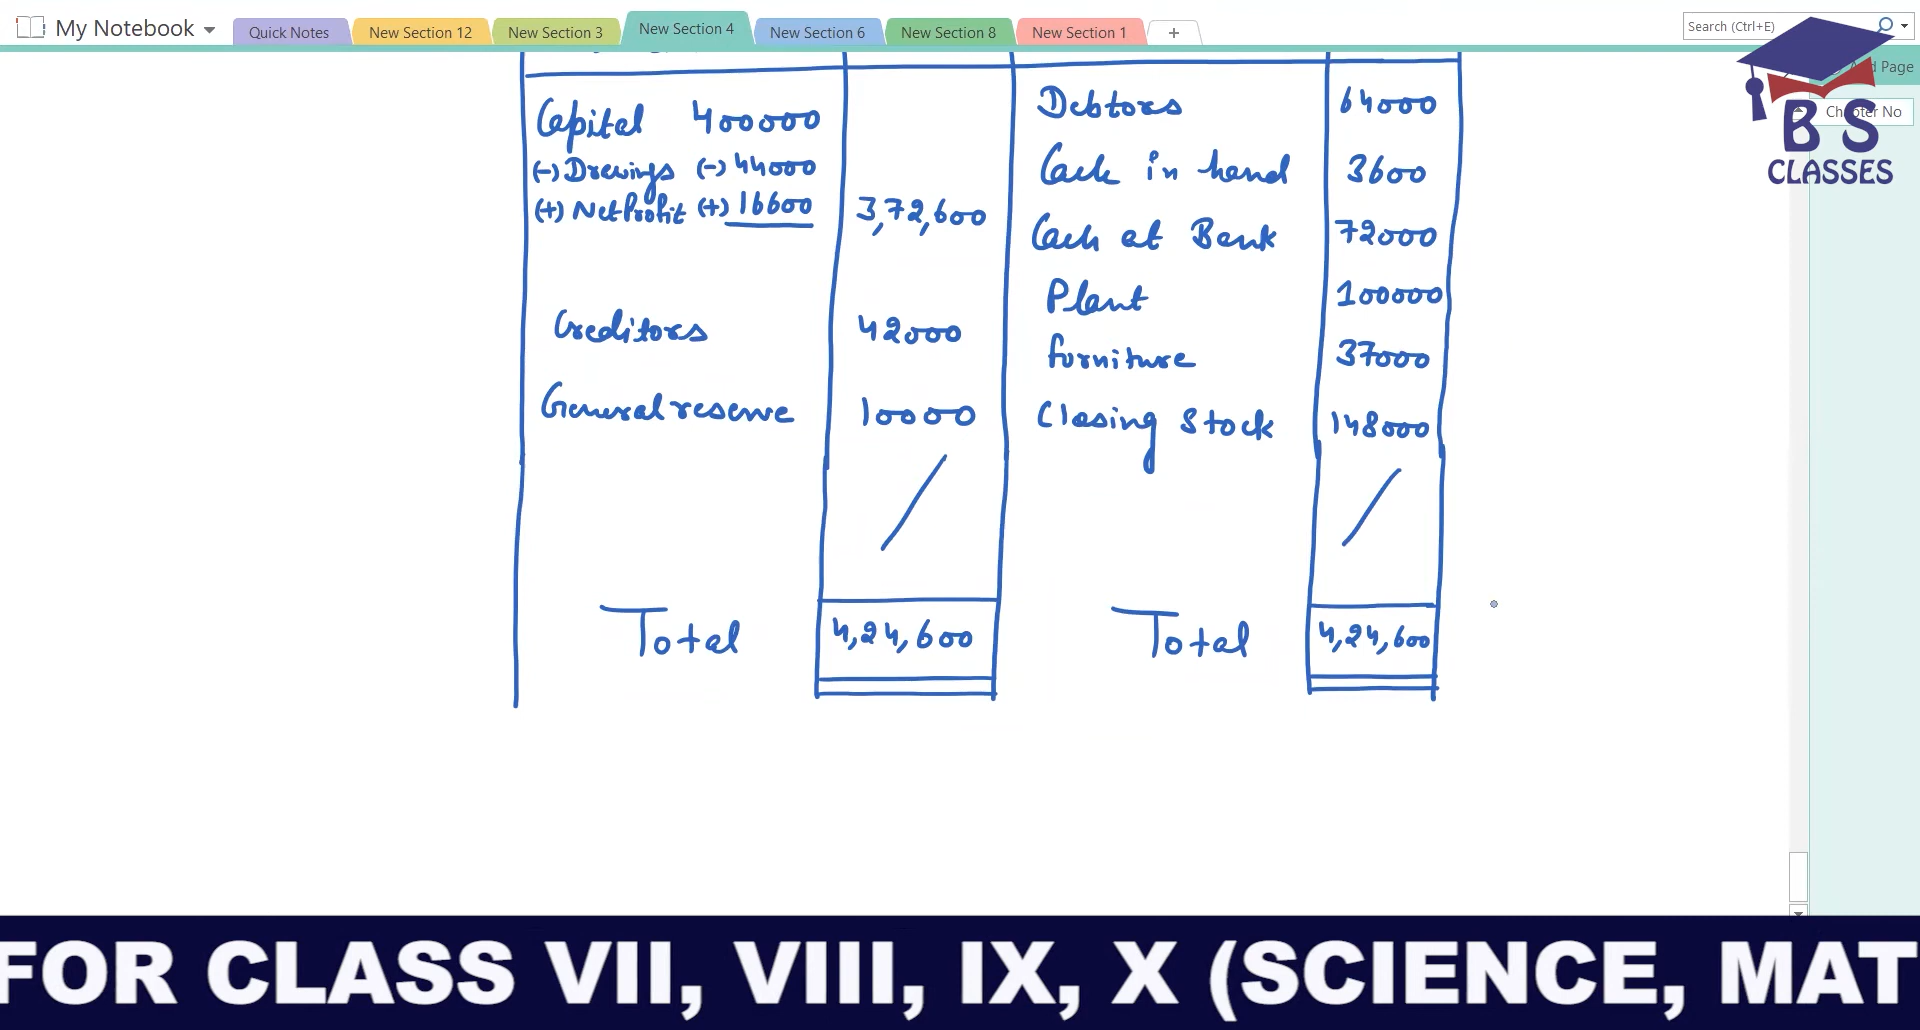 My Notebook
Quick Notes
New Section 12
New Section 3
New Section 4
New Section 6
New Section 8
New Section 1
+
Search (Ctrl+E)
d Page
B S
CLASSES
Capital 400000
(-) Drawings (-) 44000
(+) Net Profit (+) 16600 3,72,600
Creditors 42000
General reserve 10000
Total 4,24,600
Debtors 64000
Cash in hand 3600
Cash at Bank 72000
Plant 100000
furniture 37000
Closing Stock 148000
Total 4,24,600
FOR CLASS VII, VIII, IX, X (SCIENCE, MAT